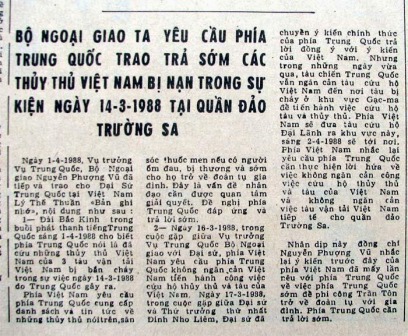 BỘ NGOẠI GIAO TA YÊU CẦU PHÍA
TRUNG QUỐC TRAO TRẢ SỚM CÁC
THỦY THỦ VIỆT NAM BỊ NẠN TRONG SỰ
KIỆN NGÀY 14-3-1988 TẠI QUẦN ĐẢO
TRƯỜNG SA
Ngày 1-4-1988, Vụ trưởng
Vụ Trung Quốc, Bộ Ngoại
giao Nguyễn Phượng Vũ đã
tiếp và trao cho Đại Sứ
Trung Quốc tại Việt Nam
Lý Thế Thuần «Bản ghi
nhớ», nội dung như sau :
1— Đài Bắc Kinh trong
buổi phát thanh tiếng Trung
Quốc sáng 1-4-1988 cho biết
phía Trung Quốc nói là đã
cứu những thủy thủ Việt
Nam của 3 tàu vận tải
Việt Nam bị bắn cháy
trong sự việc ngày 14-3-1988
do Trung Quốc gây ra.
Phía Việt Nam yêu cầu
phía Trung Quốc cung cấp
danh sách và tin tức về
những thủy thủ nói trên, săn
sóc thuốc men nếu có người
ốm đau, bị thương và sớm
cho họ trở về đoàn tụ gia
đình. Đây là vấn đề nhân
đạo cần được quan tâm
giải quyết. Đề nghị phía
Trung Quốc đáp ứng và
trả lời sớm.
2— Ngày 16-3-1988, trong
cuộc gặp giữa Vụ trưởng
Vụ Trung Quốc Bộ Ngoại
giao với Đại sứ, phía Việt
Nam yêu cầu phía Trung
Quốc không ngăn cản Việt
Nam tiến hành công việc
cứu hộ thủy thủ và tàu của
Việt Nam. Ngày 17-3-1988,
trong cuộc gặp giữa Đại sứ
và Thứ trưởng thứ nhất
Đinh Nho Liêm, Đại sứ đã
chuyển ý kiến chính thức
của phía Trung Quốc trả
lời đồng ý với ý kiến
của Việt Nam. Nhưng
trong những ngày vừa
qua, tàu chiến Trung Quốc
vẫn ngăn cản tàu cứu hộ
Việt Nam đến nơi tàu bị
cháy ở khu vực Gạc-ma
để tiến hành việc cứu hộ
tàu và thủy thủ. Phía Việt
Nam sẽ đưa tàu cứu hộ
Đại Lãnh ra khu vực này,
sáng 2-4-1988 sẽ tới nơi.
Phía Việt Nam nhắc lại
yêu cầu phía Trung Quốc
cần thực hiện lời hứa về
việc không ngăn cản công
việc cứu hộ thủy thủ
và tàu của Việt Nam
và không ngăn cản
việc tàu vận tải Việt Nam
tiếp tế cho quần đảo
Trường Sa.
Nhân dịp này đồng chí
Nguyễn Phượng Vũ nhắc lại
ý kiến trước đây của phía
Việt Nam đã mấy lần
nêu với phía Trung Quốc
về việc phía Việt Nam sớm
để phi công Trần Tôn
trở về đoàn tụ với gia
đình. Phía Trung Quốc cần
trả lời sớm.